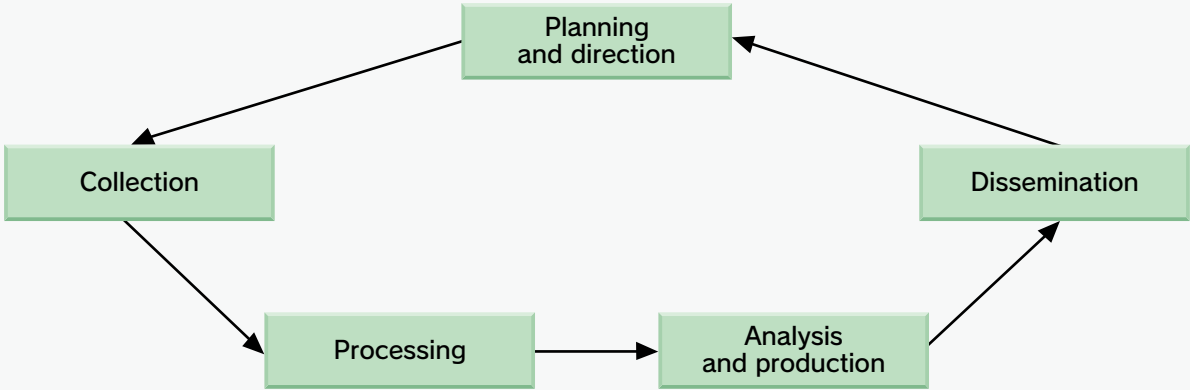 Planning
and direction
Collection
Dissemination
Processing
Analysis
and production